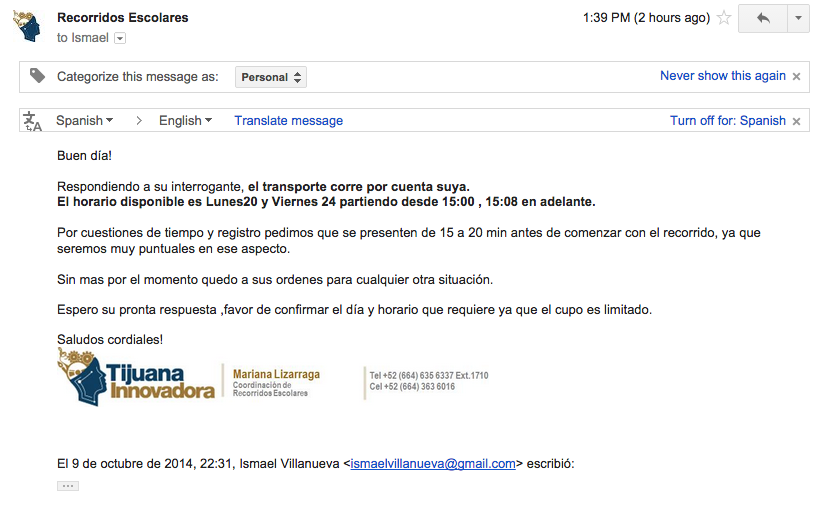 Recorridos Escolares
1:39 PM (2 hours ago)
to Ismael
Categorize this message as:
Personal
Never show this again ×
Spanish > English
Translate message
Turn off for: Spanish ×
Buen día!
Respondiendo a su interrogante, el transporte corre por cuenta suya.
El horario disponible es Lunes20 y Viernes 24 partiendo desde 15:00 , 15:08 en adelante.
Por cuestiones de tiempo y registro pedimos que se presenten de 15 a 20 min antes de comenzar con el recorrido, ya que
seremos muy puntuales en ese aspecto.
Sin mas por el momento quedo a sus ordenes para cualquier otra situación.
Espero su pronta respuesta ,favor de confirmar el día y horario que requiere ya que el cupo es limitado.
Saludos cordiales!
Tijuana
Innovadora
Mariana Lizarraga
Coordinación de
Recorridos Escolares
Tel +52 (664) 635 6337 Ext.1710
Cel +52 (664) 363 6016
El 9 de octubre de 2014, 22:31, Ismael Villanueva <ismaelvillanueva@gmail.com> escribió: